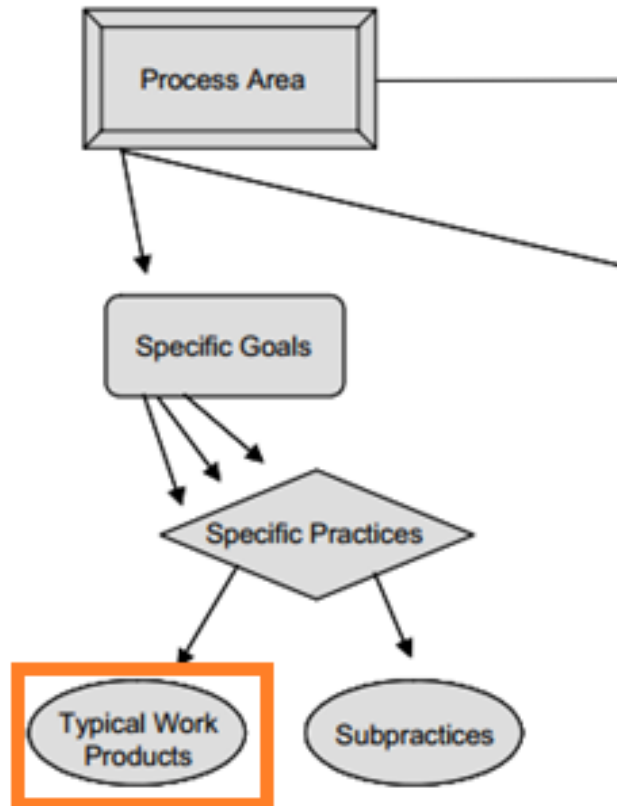 Process Area
Specific Goals
Specific Practices
Typical Work
Products
Subpractices